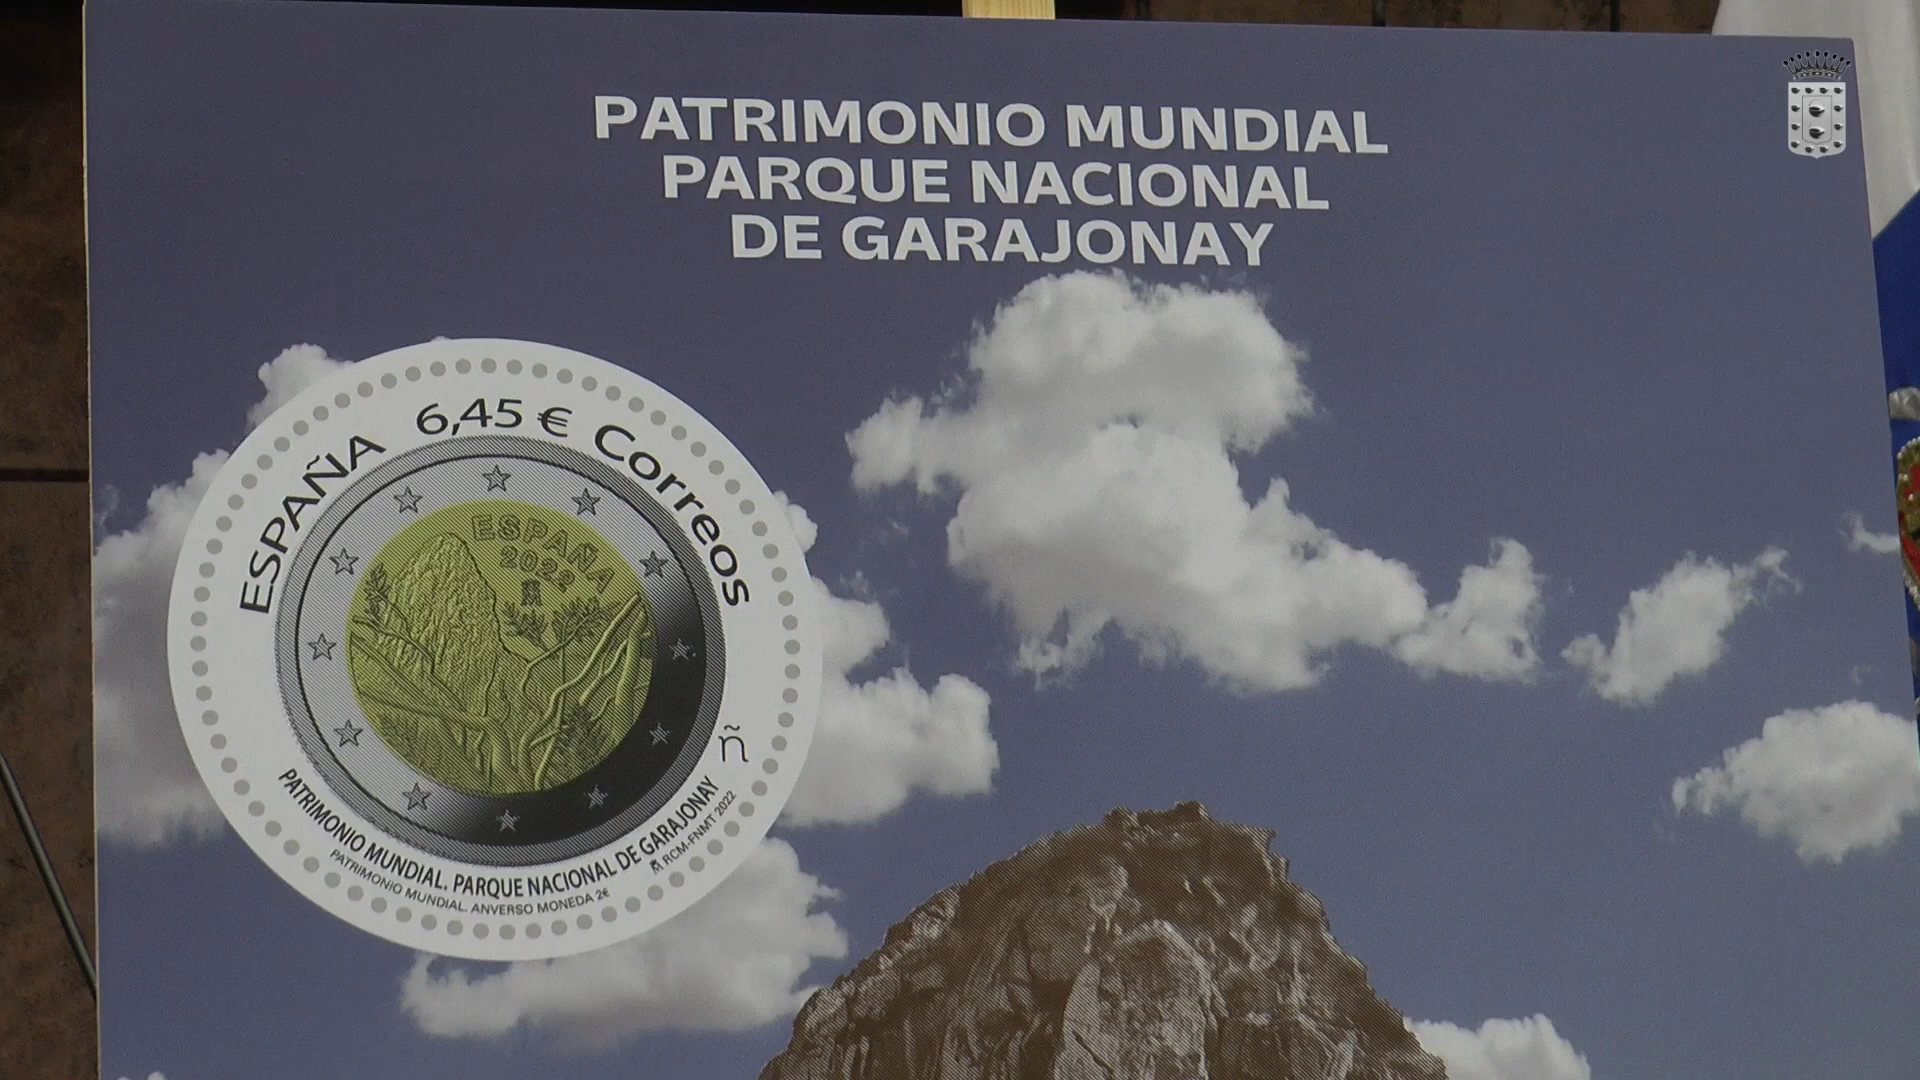 PATRIMONIO MUNDIAL
PARQUE NACIONAL
DE GARAJONAY
ESPAÑA 6,45 € Correos
ESPAÑA
2022
ñ
PATRIMONIO MUNDIAL. PARQUE NACIONAL DE GARAJONAY
PATRIMONIO MUNDIAL. ANVERSO MONEDA 2€
RCM-FNMT 2022